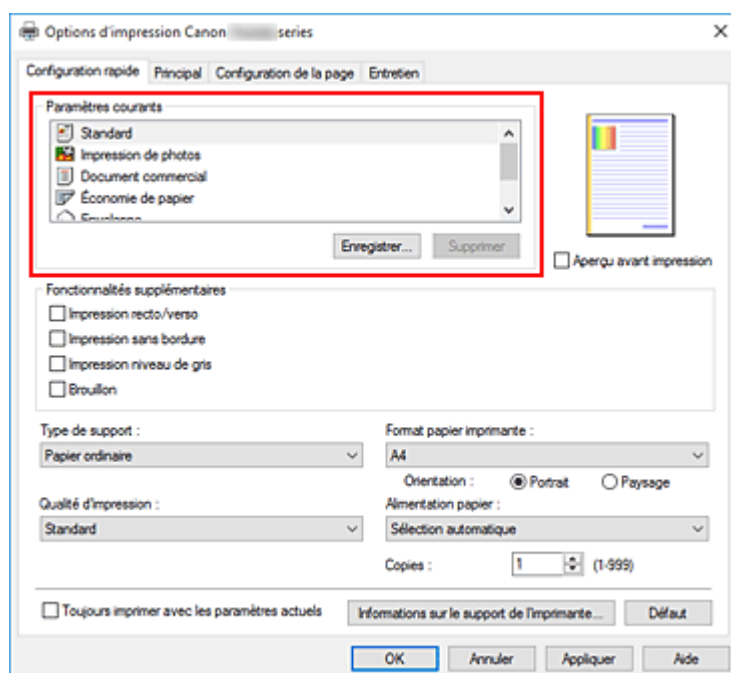 Options d'impression Canon series
Configuration rapide Principal Configuration de la page Entretien
Paramètres courants
Standard
Impression de photos
Document commercial
Économie de papier
Enregistrer... Supprimer
Aperçu avant impression
Fonctionnalités supplémentaires
Impression recto/verso
Impression sans bordure
Impression niveau de gris
Brouillon
Type de support :
Papier ordinaire
Format papier imprimante :
A4
Orientation : Portrait Paysage
Qualité d'impression :
Standard
Alimentation papier :
Sélection automatique
Copies : 1 (1-999)
Toujours imprimer avec les paramètres actuels
Informations sur le support de l'imprimante... Défaut
OK Annuler Appliquer Aide